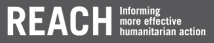 REACH
Informing
more effective
humanitarian action